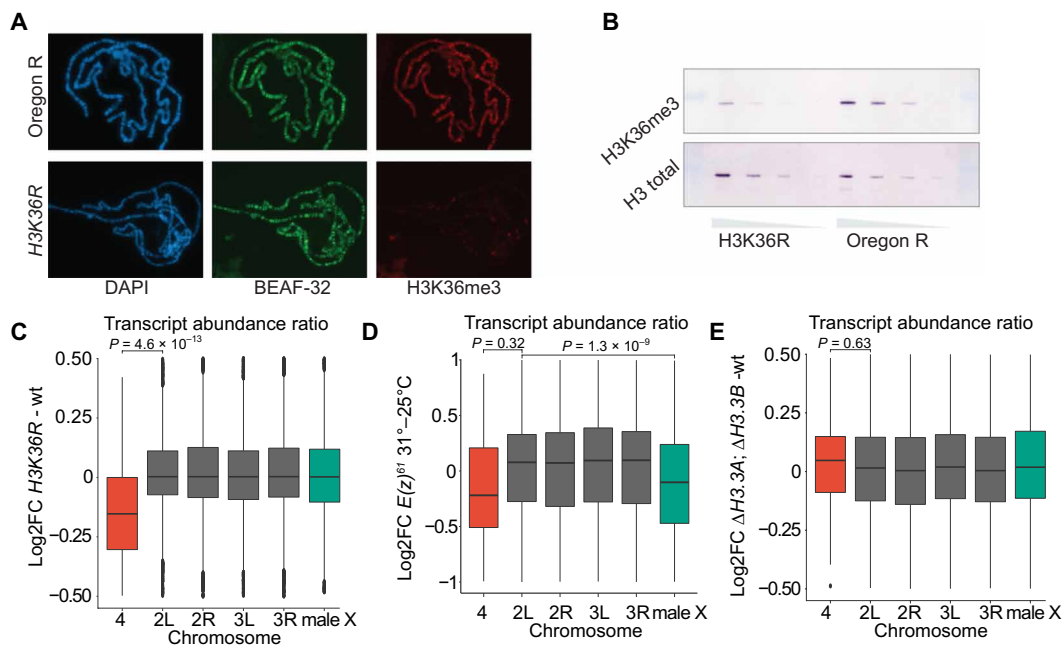 A
Oregon R
H3K36R
DAPI
BEAF-32
H3K36me3
B
H3K36me3
H3 total
H3K36R
Oregon R
C
Transcript abundance ratio
P = 4.6 × 10⁻¹³
Log2FC H3K36R - wt
0.50
0.25
0
−0.25
−0.50
4
2L
2R
3L
3R
male X
Chromosome
D
Transcript abundance ratio
P = 0.32
P = 1.3 × 10⁻⁹
Log2FC E(z)⁶¹ 31°−25°C
1
0.5
0.0
−0.5
−1
4
2L
2R
3L
3R
male X
Chromosome
E
Transcript abundance ratio
P = 0.63
Log2FC ΔH3.3A; ΔH3.3B -wt
0.50
0.25
0
−0.25
−0.50
4
2L
2R
3L
3R
male X
Chromosome